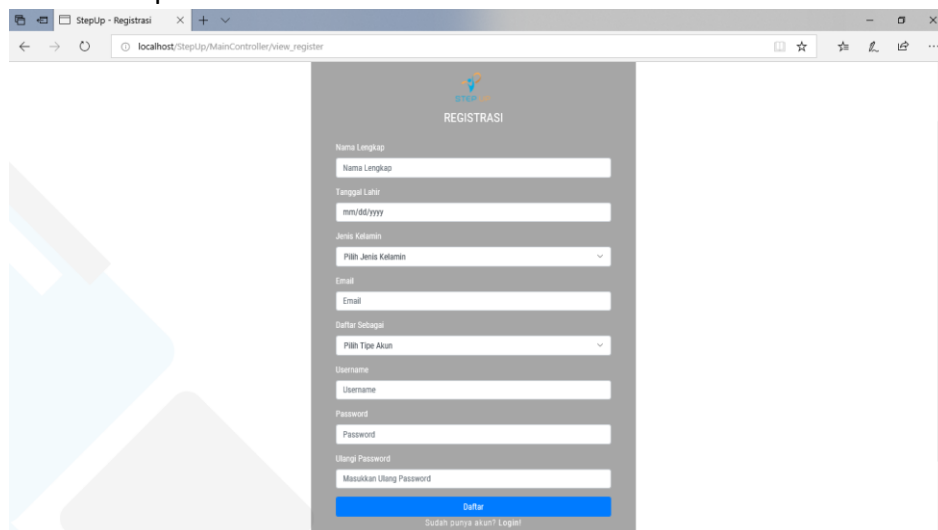 StepUp - Registrasi
localhost/StepUp/MainController/view_register
STEP UP
REGISTRASI
Nama Lengkap
Nama Lengkap
Tanggal Lahir
mm/dd/yyyy
Jenis Kelamin
Pilih Jenis Kelamin
Email
Email
Daftar Sebagai
Pilih Tipe Akun
Username
Username
Password
Password
Ulangi Password
Masukkan Ulang Password
Daftar
Sudah punya akun? Login!